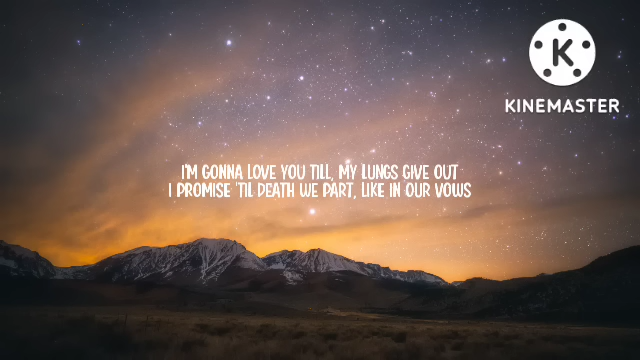 K
KINEMASTER
I'M GONNA LOVE YOU TILL, MY LUNGS GIVE OUT
I PROMISE 'TIL DEATH WE PART, LIKE IN OUR VOWS